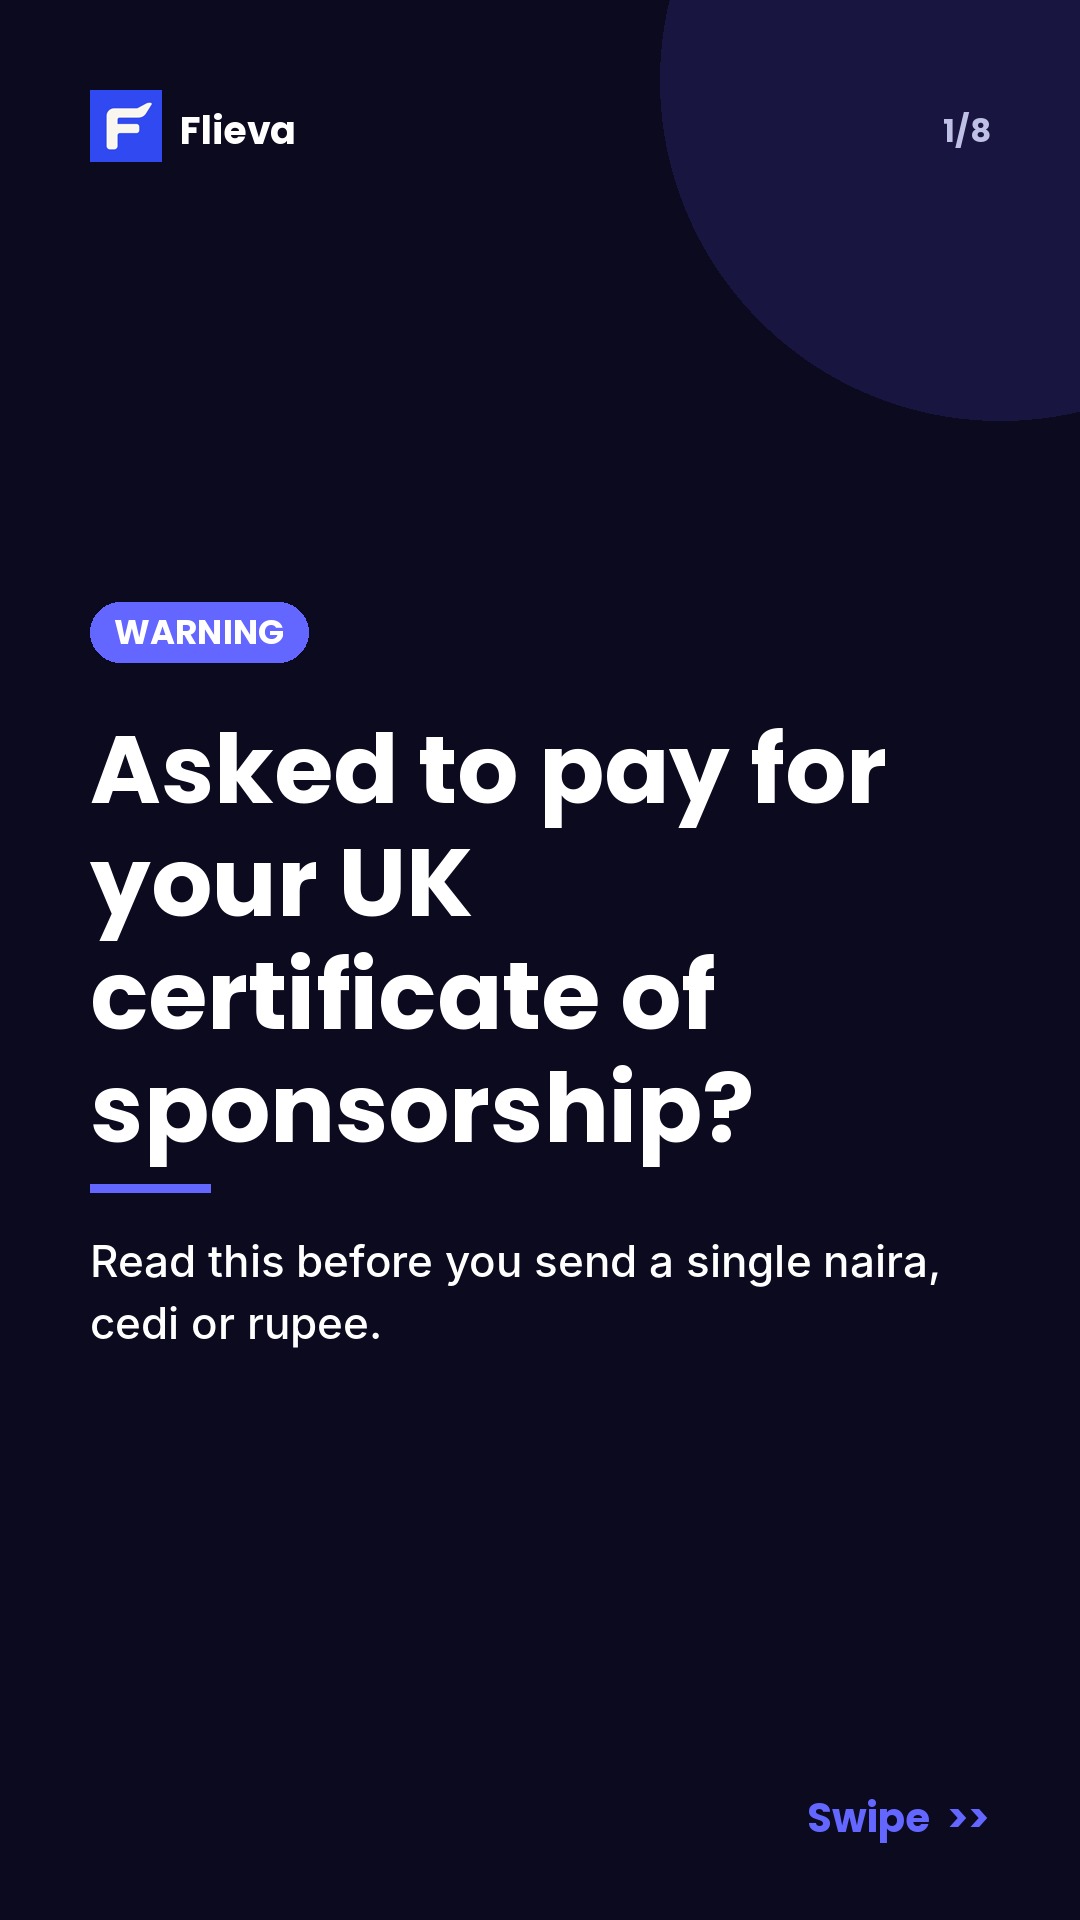 Flieva
1/8
WARNING
Asked to pay for
your UK
certificate of
sponsorship?
Read this before you send a single naira,
cedi or rupee.
Swipe >>